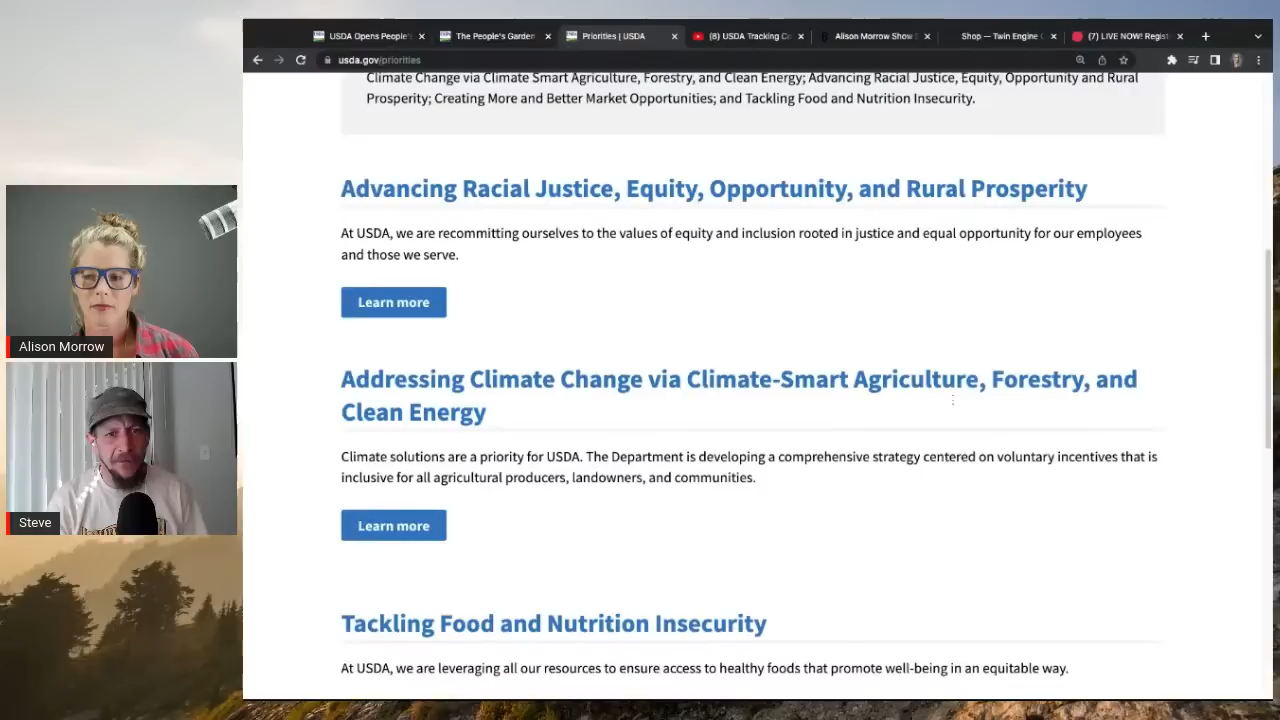 USDA Opens People'
The People's Garden
Priorities | USDA
(8) USDA Tracking Co
Alison Morrow Show
Shop — Twin Engine
(7) LIVE NOW! Regist
usda.gov/priorities
Climate Change via Climate Smart Agriculture, Forestry, and Clean Energy; Advancing Racial Justice, Equity, Opportunity and Rural
Prosperity; Creating More and Better Market Opportunities; and Tackling Food and Nutrition Insecurity.
Advancing Racial Justice, Equity, Opportunity, and Rural Prosperity
At USDA, we are recommitting ourselves to the values of equity and inclusion rooted in justice and equal opportunity for our employees
and those we serve.
Learn more
Addressing Climate Change via Climate-Smart Agriculture, Forestry, and
Clean Energy
Climate solutions are a priority for USDA. The Department is developing a comprehensive strategy centered on voluntary incentives that is
inclusive for all agricultural producers, landowners, and communities.
Learn more
Tackling Food and Nutrition Insecurity
At USDA, we are leveraging all our resources to ensure access to healthy foods that promote well-being in an equitable way.
Alison Morrow
Steve